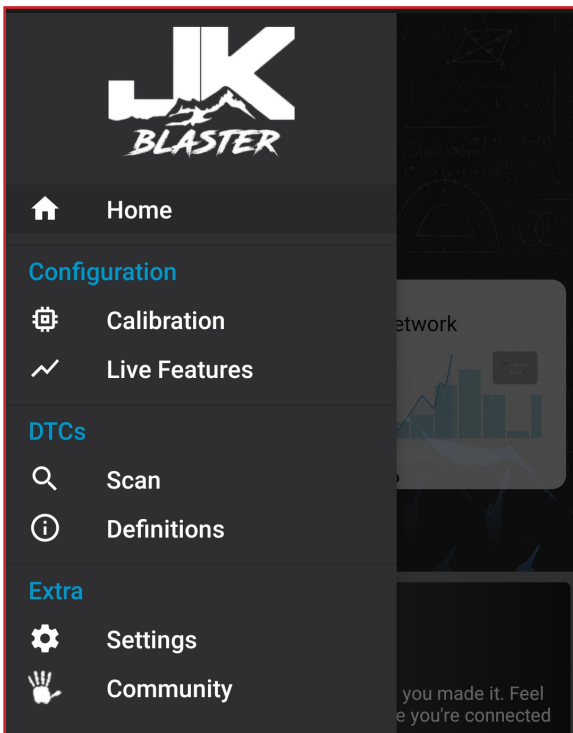 JK
BLASTER
Home
Configuration
Calibration
etwork
Live Features
DTCs
Scan
Definitions
Extra
Settings
Community
you made it. Feel
e you're connected